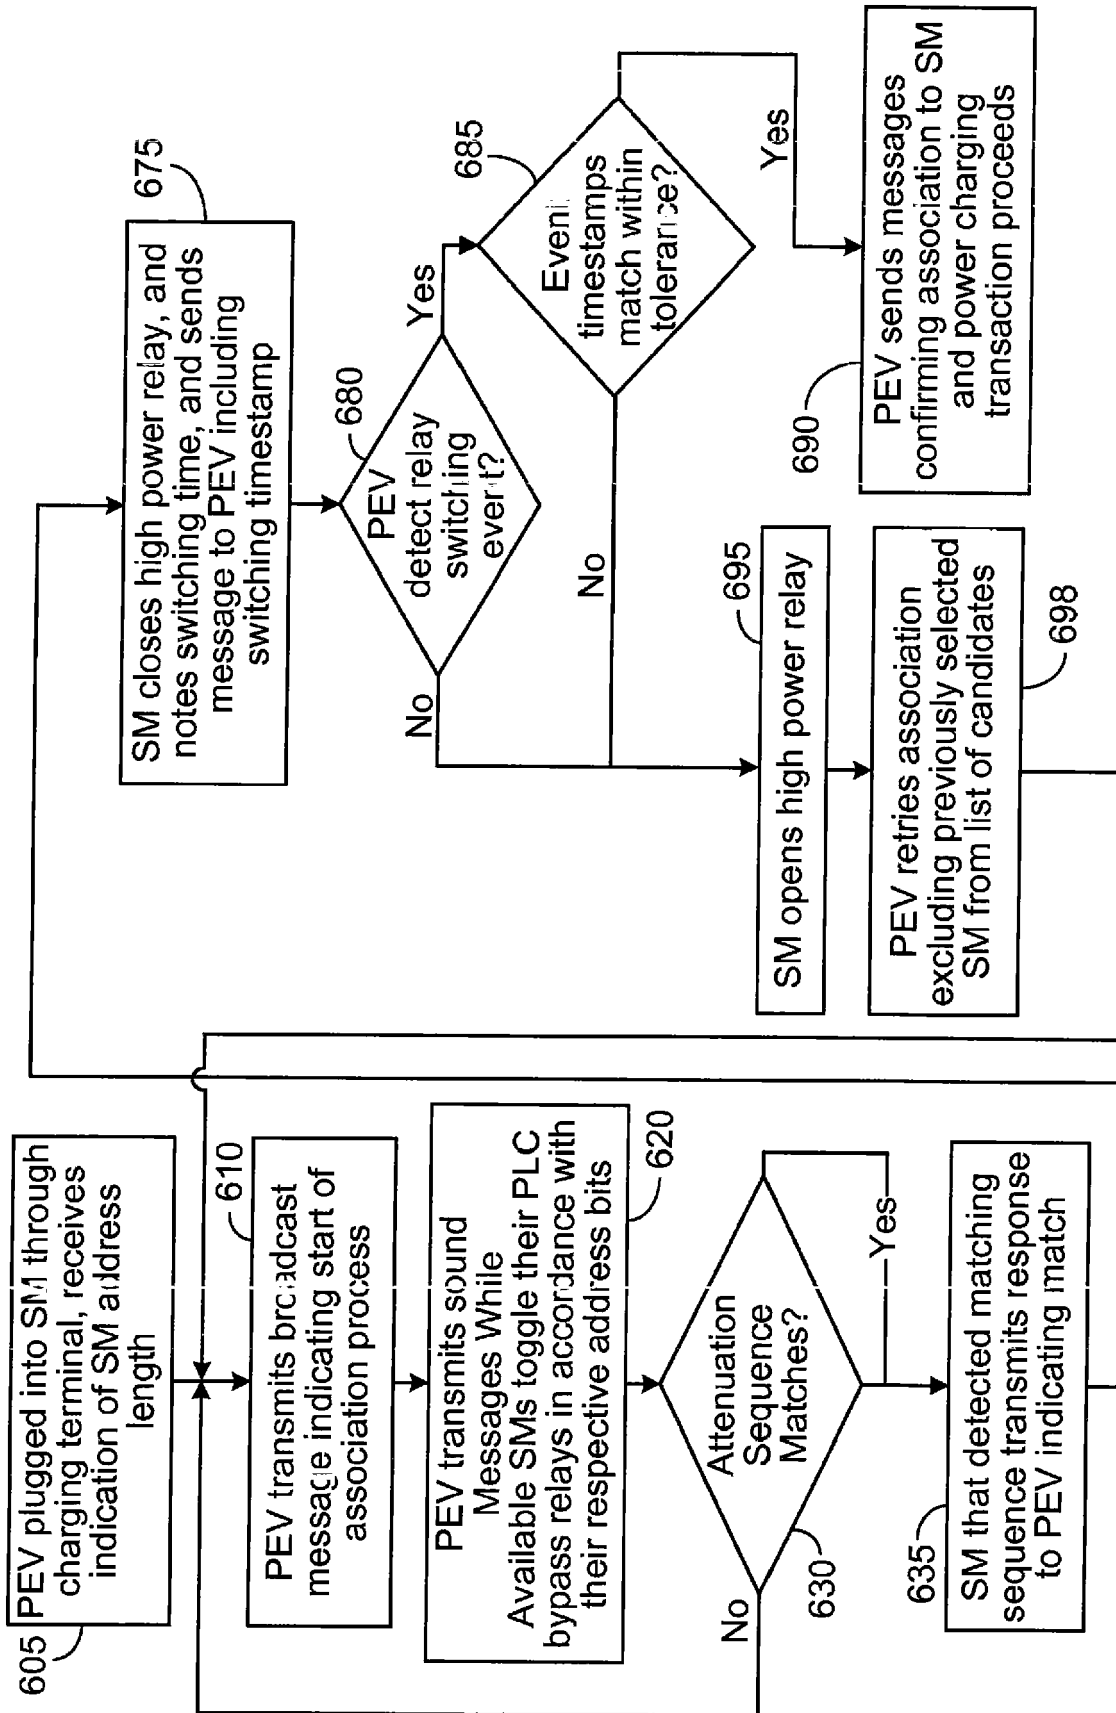 605
PEV plugged into SM through
charging terminal, receives
indication of SM address
length
610
PEV transmits broadcast
message indicating start of
association process
PEV transmits sound
Messages While
Available SMs toggle their PLC
bypass relays in accordance with
their respective address bits
620
Attenuation
Sequence
Matches?
630
No
Yes
635
SM that detected matching
sequence transmits response
to PEV indicating match
675
SM closes high power relay, and
notes switching time, and sends
message to PEV including
switching timestamp
680
PEV
detect relay
switching
event?
No
Yes
685
Event
timestamps
match within
tolerance?
No
Yes
690
PEV sends messages
confirming association to SM
and power charging
transaction proceeds
695
SM opens high power relay
PEV retries association
excluding previously selected
SM from list of candidates
698